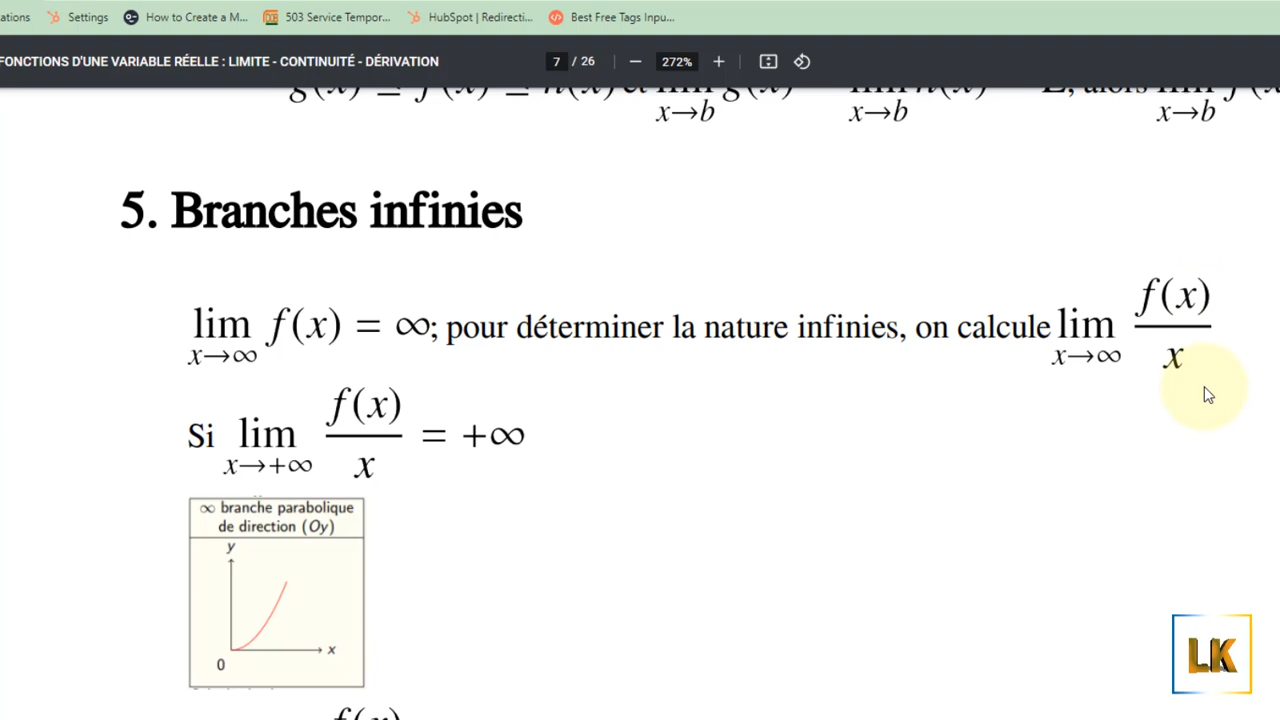 ations Settings How to Create a M... 503 Service Tempor... HubSpot | Redirecti... Best Free Tags Inpu...
FONCTIONS D'UNE VARIABLE RÉELLE : LIMITE - CONTINUITÉ - DÉRIVATION 7 / 26 272%
x→b x→b x→b
5. Branches infinies
lim x→∞ f(x) = ∞; pour déterminer la nature infinies, on calcule lim x→∞ f(x)/x
Si lim x→+∞ f(x)/x = +∞
∞ branche parabolique
de direction (Oy)
y
x
0
LK